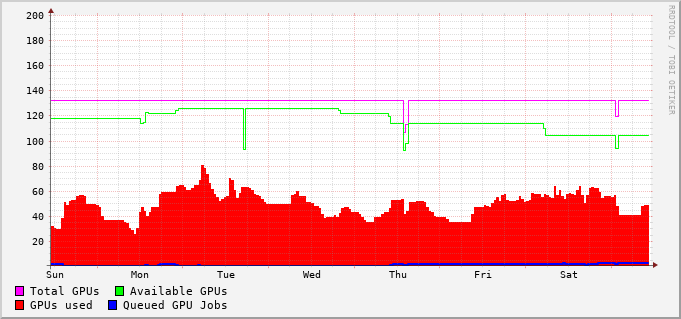 200
180
160
140
120
100
80
60
40
20
Sun Mon Tue Wed Thu Fri Sat
Total GPUs Available GPUs
GPUs used Queued GPU Jobs
RRDTOOL / TOBI OETIKER